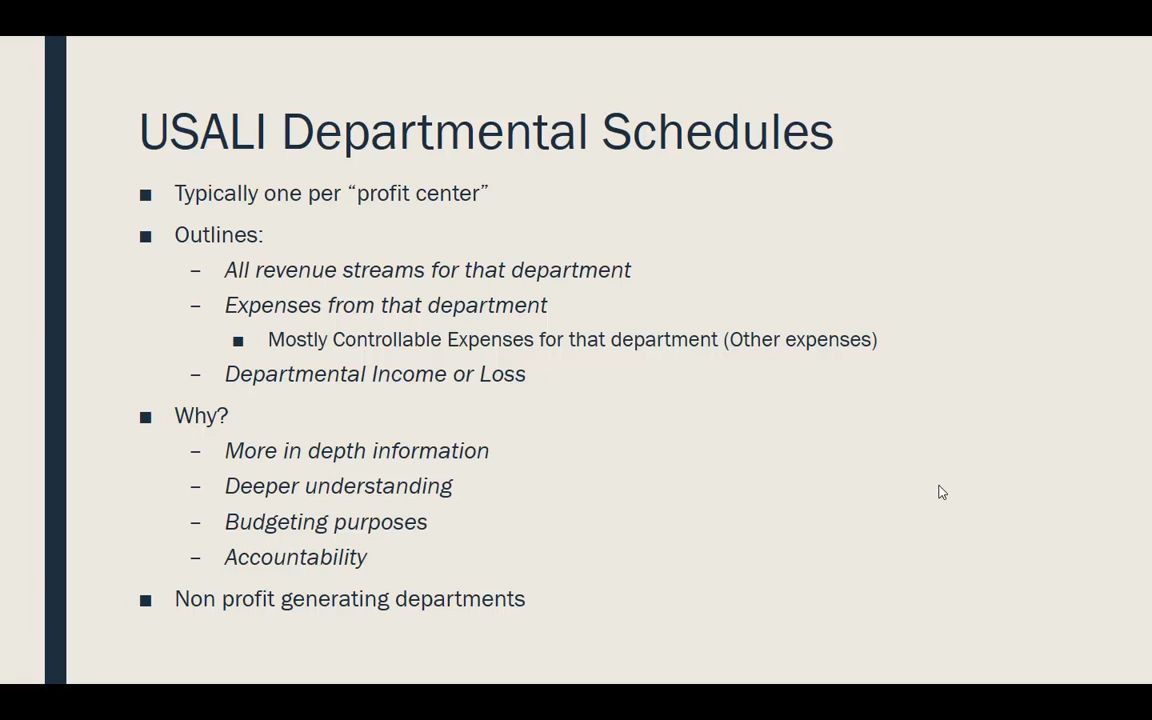 USALI Departmental Schedules
■ Typically one per “profit center”
■ Outlines:
– All revenue streams for that department
– Expenses from that department
■ Mostly Controllable Expenses for that department (Other expenses)
– Departmental Income or Loss
■ Why?
– More in depth information
– Deeper understanding
– Budgeting purposes
– Accountability
■ Non profit generating departments